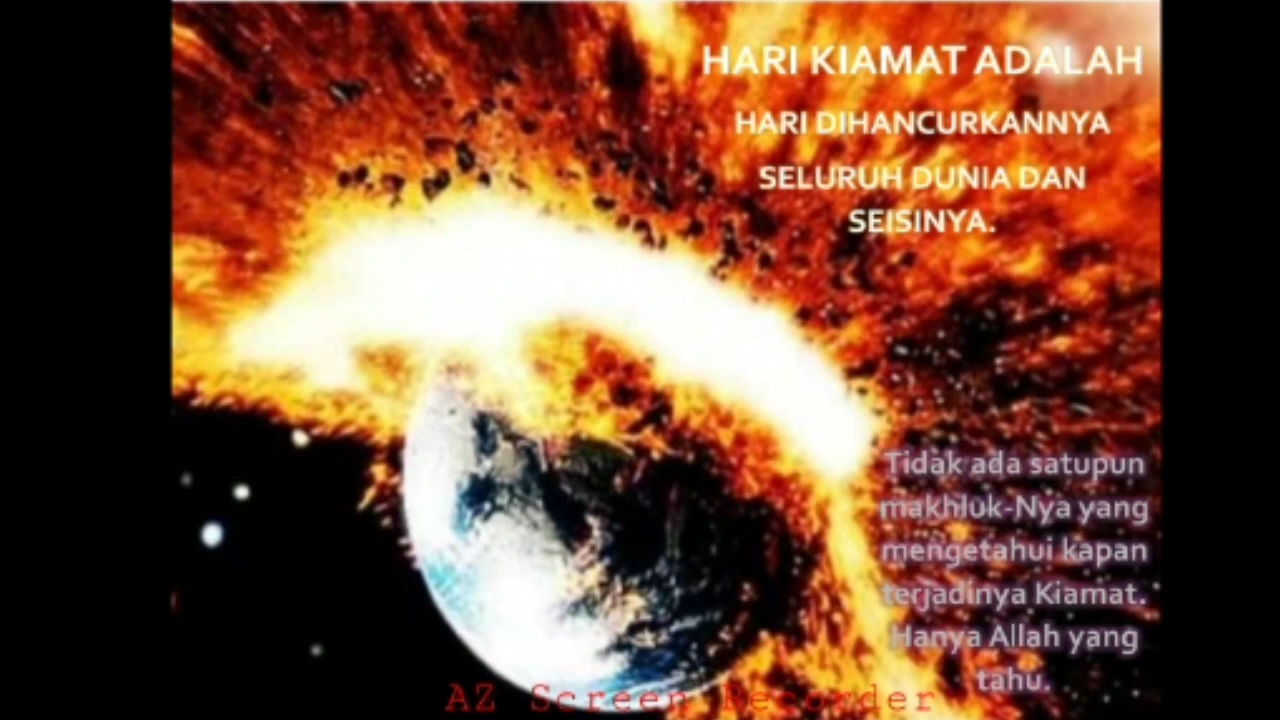 HARI KIAMAT ADALAH
HARI DIHANCURKANNYA
SELURUH DUNIA DAN
SEISINYA.
Tidak ada satupun
makhluk-Nya yang
mengetahui kapan
terjadinya Kiamat.
Hanya Allah yang
tahu.
AZ Screen Recorder